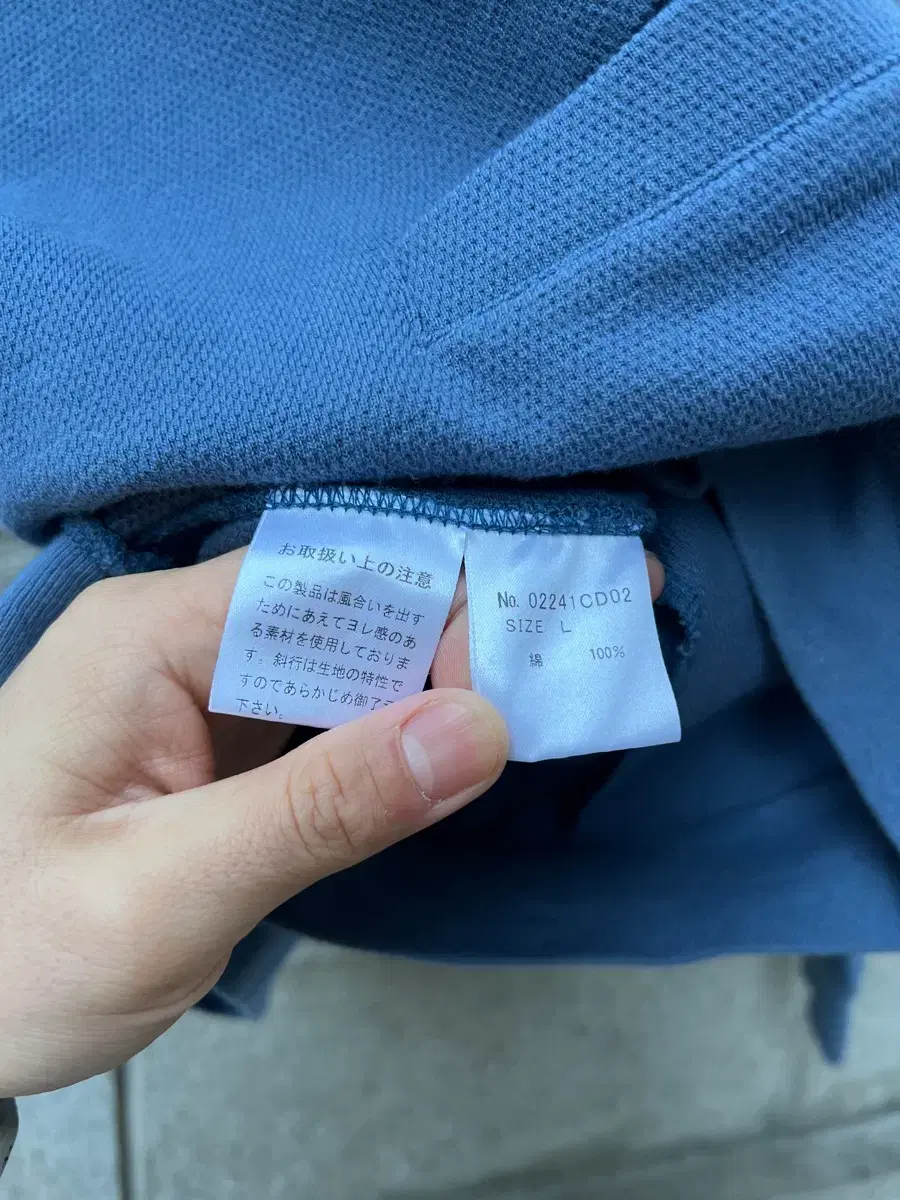 お取扱い上の注意
この製品は風合いを出す
ためにあえてヨレ感のあ
る素材を使用しておりま
す。斜行は生地の特性で
すのであらかじめ御了
下さい。
No. 02241CD02
SIZE L
綿 100%